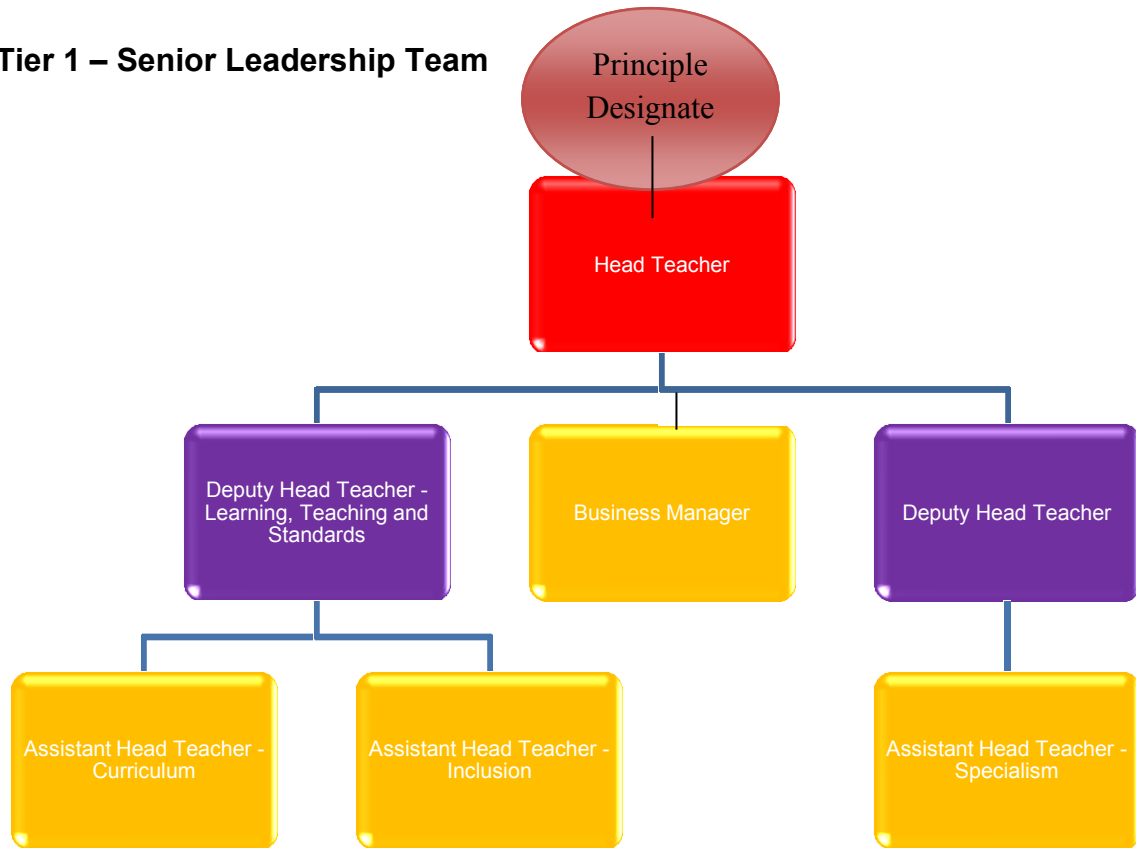 Tier 1 – Senior Leadership Team
Principle
Designate
Head Teacher
Deputy Head Teacher -
Learning, Teaching and
Standards
Business Manager
Deputy Head Teacher
Assistant Head Teacher -
Curriculum
Assistant Head Teacher -
Inclusion
Assistant Head Teacher -
Specialism